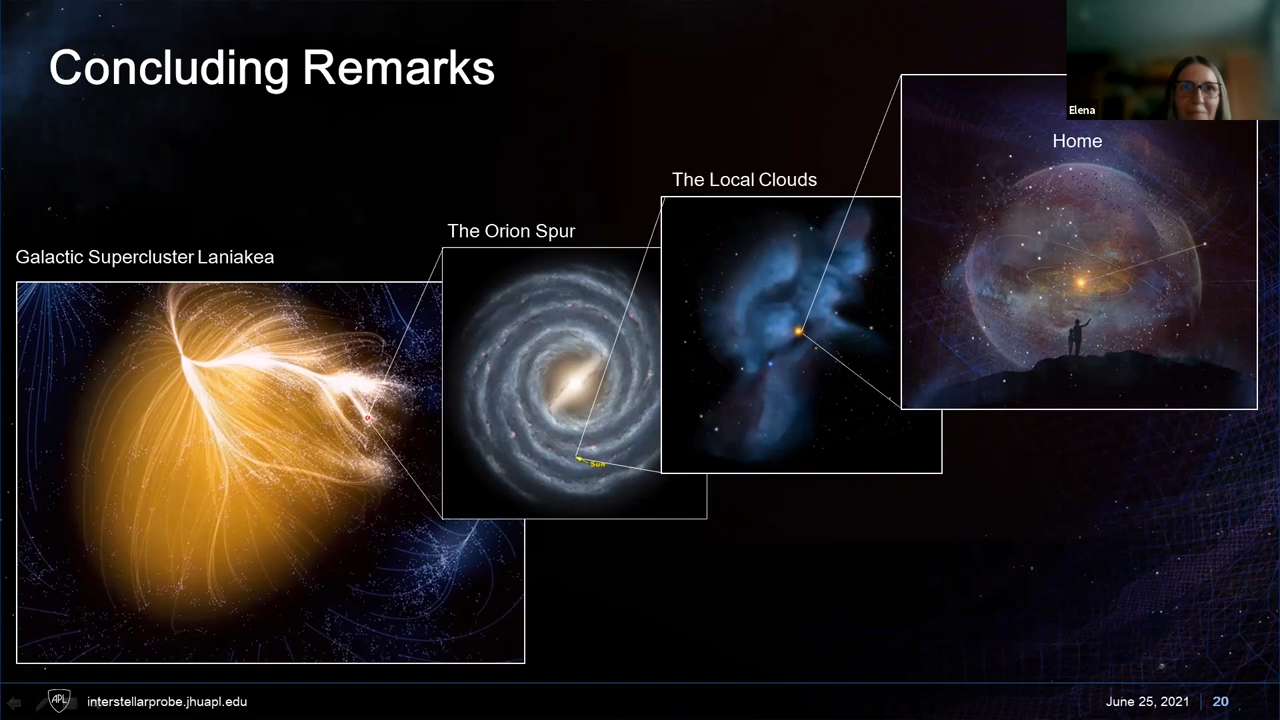 Concluding Remarks
Elena
Home
The Local Clouds
The Orion Spur
Galactic Supercluster Laniakea
Sun
APL
interstellarprobe.jhuapl.edu
June 25, 2021
20